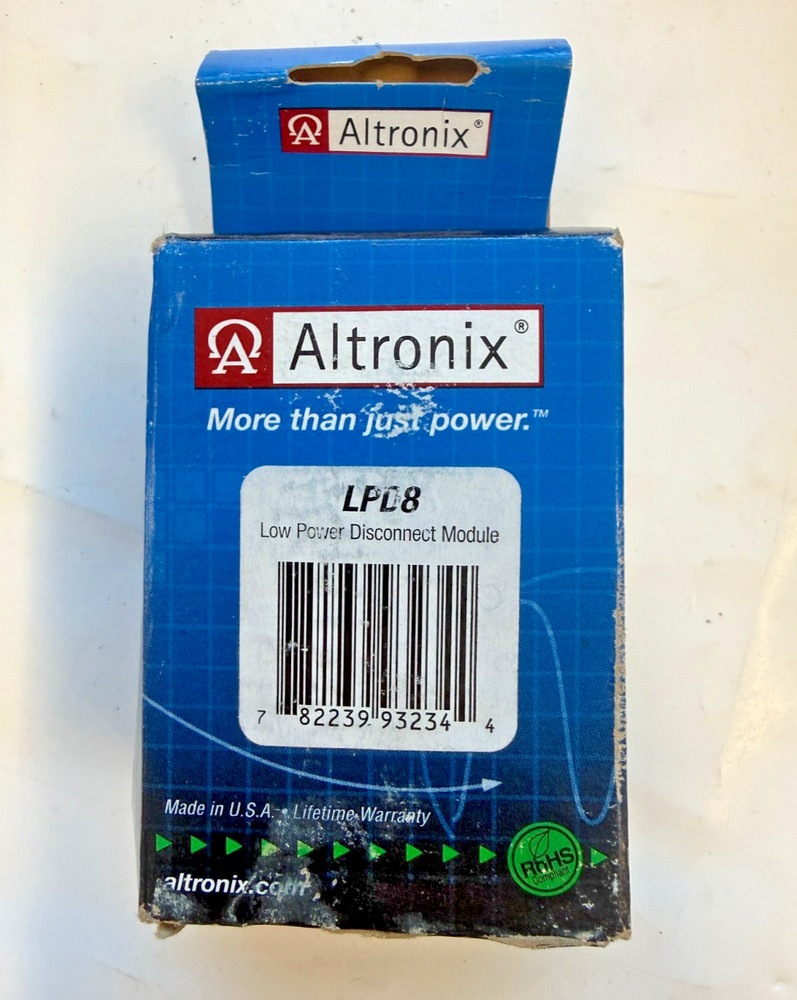 Altronix®
Altronix®
More than just power.™
LPD8
Low Power Disconnect Module
7 82239 93234 4
Made in U.S.A. • Lifetime Warranty
RoHS
Compliant
altronix.com